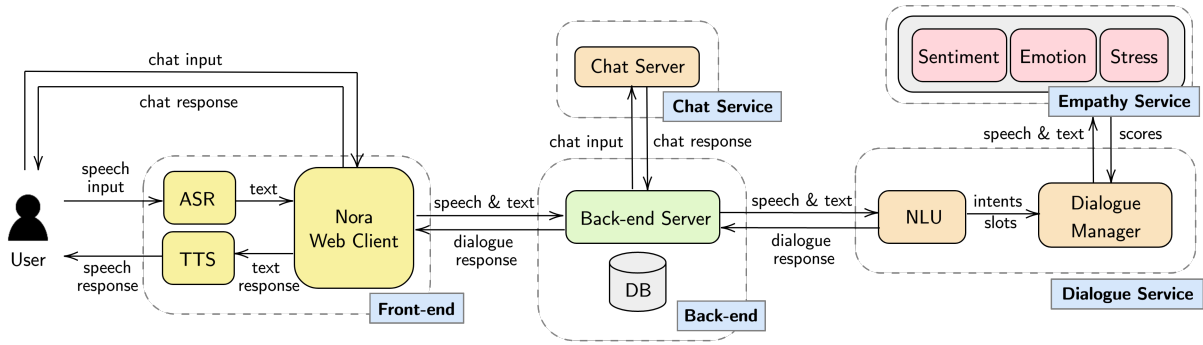 chat input
chat response
User
speech
input
speech
response
ASR
TTS
text
text
response
Nora
Web Client
Front-end
speech & text
dialogue
response
Chat Server
Chat Service
chat input
chat response
Back-end Server
DB
Back-end
speech & text
dialogue
response
NLU
intents
slots
Dialogue
Manager
Dialogue Service
speech & text
scores
Sentiment
Emotion
Stress
Empathy Service